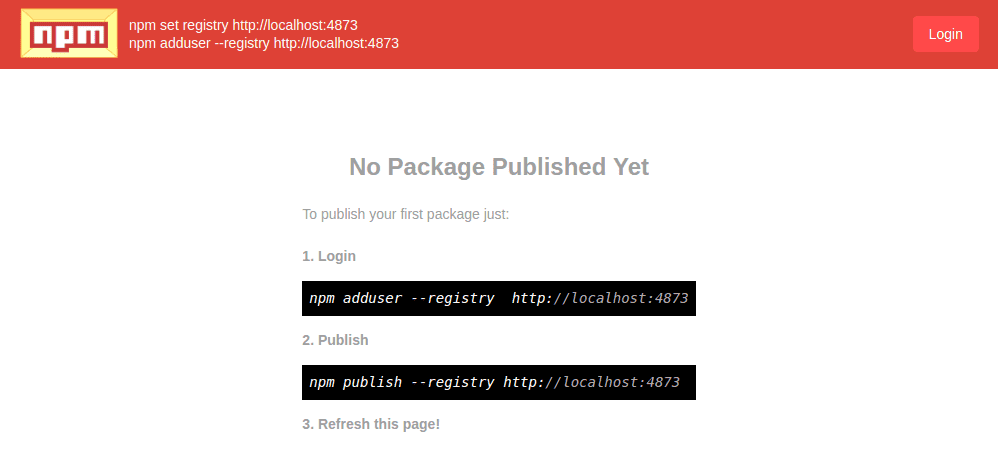 npm
npm set registry http://localhost:4873
npm adduser --registry http://localhost:4873
Login
No Package Published Yet
To publish your first package just:
1. Login
npm adduser --registry  http://localhost:4873
2. Publish
npm publish --registry http://localhost:4873
3. Refresh this page!